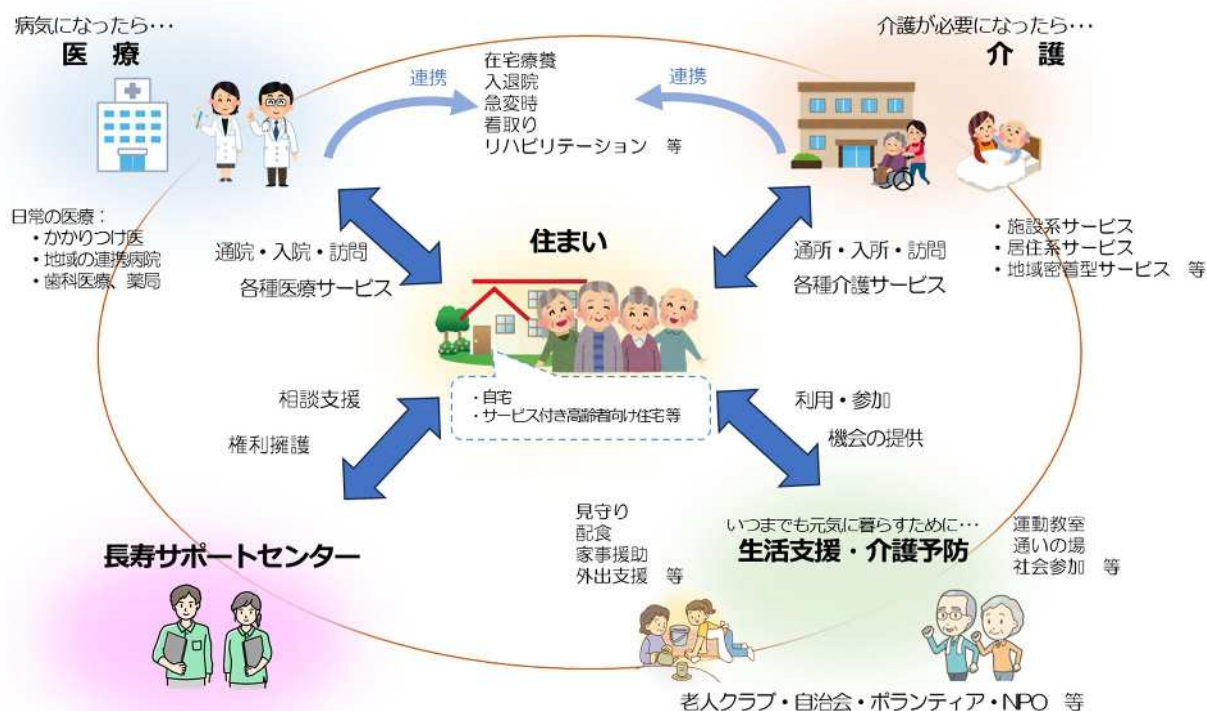 病気になったら･･･
医 療
介護が必要になったら･･･
介 護
連携
在宅療養
入退院
急変時
看取り
リハビリテーション 等
連携
日常の医療：
・かかりつけ医
・地域の連携病院
・歯科医療、薬局
通院・入院・訪問
各種医療サービス
住まい
通所・入所・訪問
各種介護サービス
・施設系サービス
・居住系サービス
・地域密着型サービス 等
・自宅
・サービス付き高齢者向け住宅等
相談支援
権利擁護
利用・参加
機会の提供
長寿サポートセンター
見守り
配食
家事援助
外出支援 等
いつまでも元気に暮らすために･･･
生活支援・介護予防
運動教室
通いの場
社会参加 等
老人クラブ・自治会・ボランティア・NPO 等